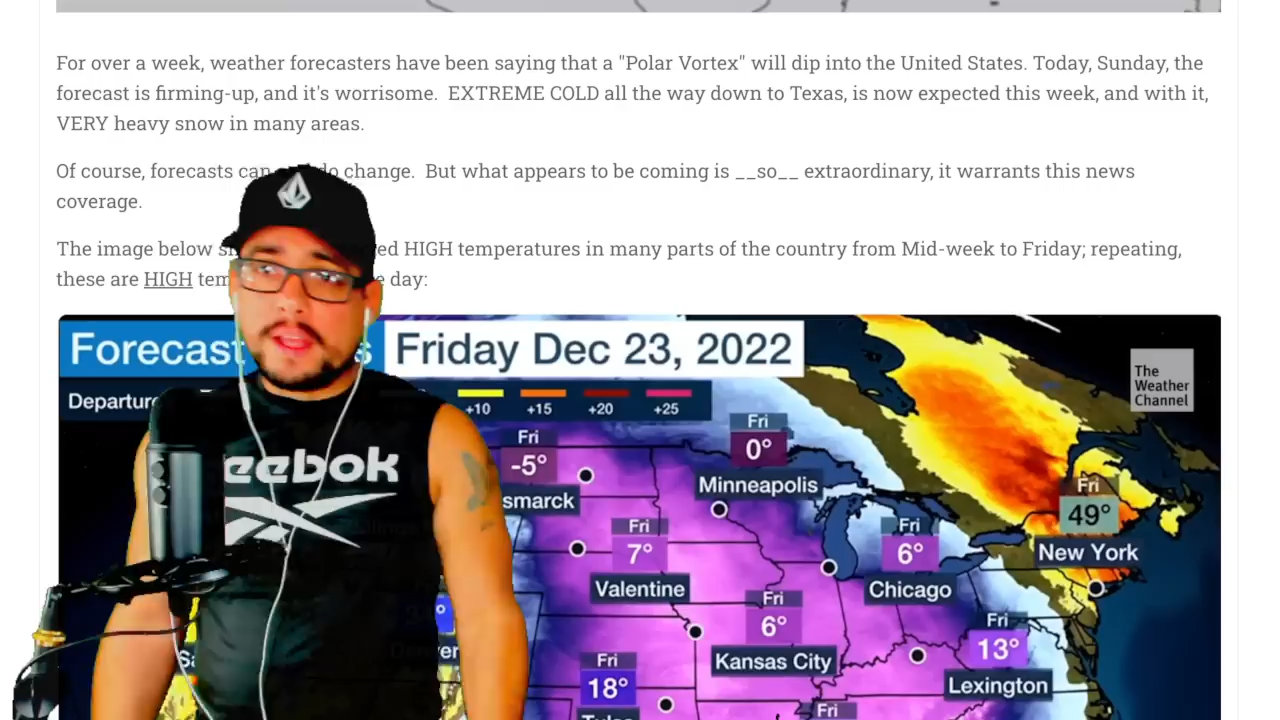 For over a week, weather forecasters have been saying that a "Polar Vortex" will dip into the United States. Today, Sunday, the
forecast is firming-up, and it's worrisome.  EXTREME COLD all the way down to Texas, is now expected this week, and with it,
VERY heavy snow in many areas.
Of course, forecasts can do change.  But what appears to be coming is __so__ extraordinary, it warrants this news
coverage.
The image below HIGH temperatures in many parts of the country from Mid-week to Friday; repeating,
these are HIGH day:
Forecast Friday Dec 23, 2022
The
Weather
Channel
+10 +15 +20 +25
Fri
0°
Minneapolis
Fri
-5°
Fri
49°
New York
Fri
7°
Valentine
Fri
6°
Chicago
Fri
6°
Kansas City
Fri
13°
Lexington
Fri
18°
Fri
eebok